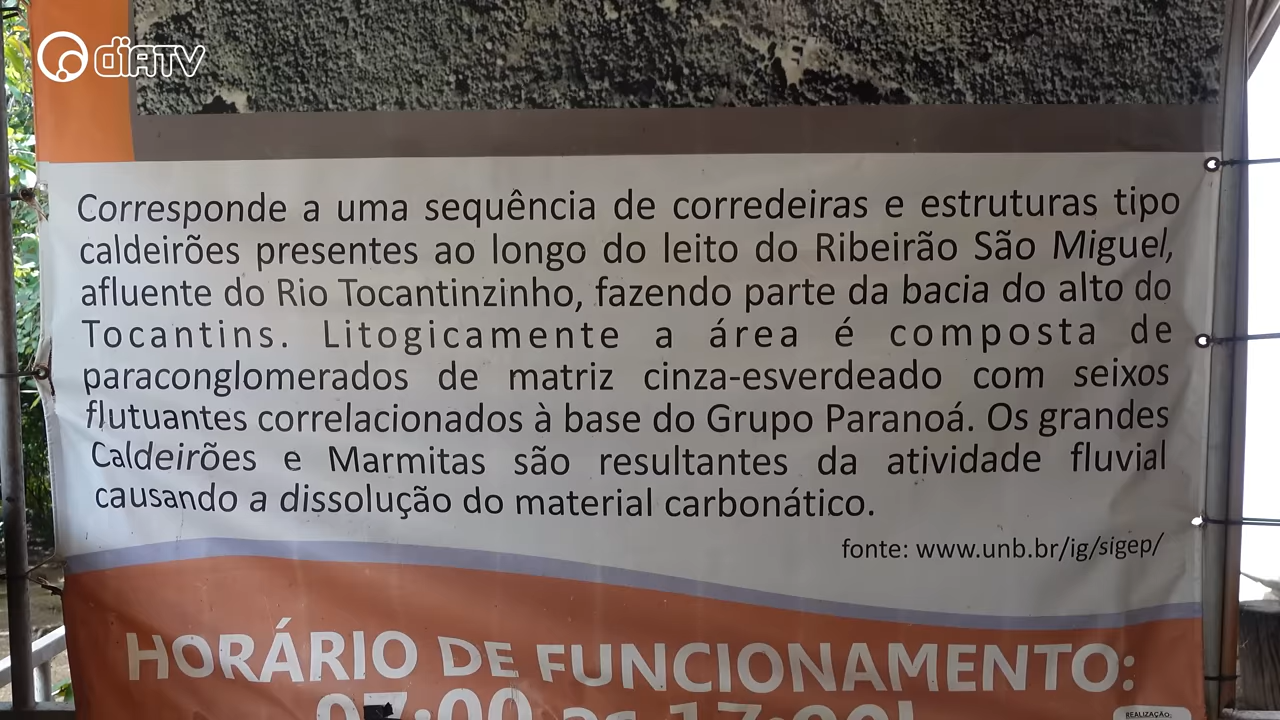 diATV
Corresponde a uma sequência de corredeiras e estruturas tipo
caldeirões presentes ao longo do leito do Ribeirão São Miguel,
afluente do Rio Tocantinzinho, fazendo parte da bacia do alto do
Tocantins. Litogicamente a área é composta de
paraconglomerados de matriz cinza-esverdeado com seixos
flutuantes correlacionados à base do Grupo Paranoá. Os grandes
Caldeirões e Marmitas são resultantes da atividade fluvial
causando a dissolução do material carbonático.
fonte: www.unb.br/ig/sigep/
HORÁRIO DE FUNCIONAMENTO:
07:00 as 17:00h
REALIZAÇÃO: